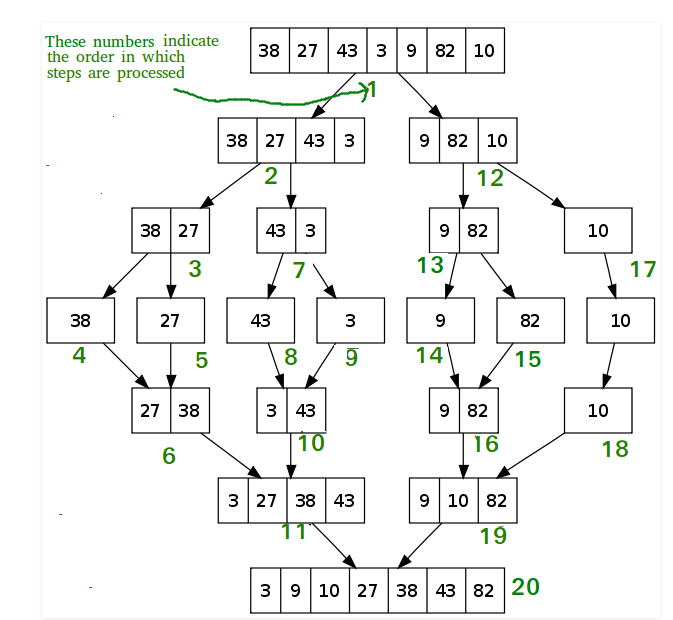 These numbers indicate
the order in which
steps are processed
38 27 43 3 9 82 10
1
38 27 43 3 9 82 10
2 12
38 27 43 3 9 82 10
3 7 13 17
38 27 43 3 9 82 10
4 5 8 9 14 15
27 38 3 43 9 82 10
6 10 16 18
3 27 38 43 9 10 82
11 19
3 9 10 27 38 43 82 20